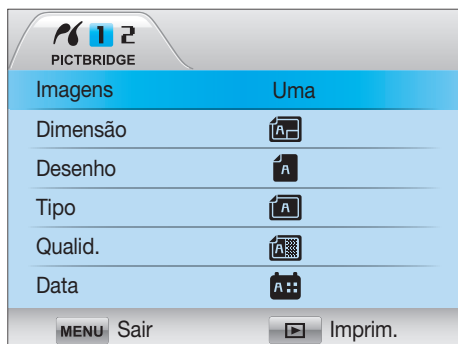 1 2
PICTBRIDGE
Imagens Uma
Dimensão A
Desenho A
Tipo A
Qualid. A
Data A
MENU Sair Imprim.